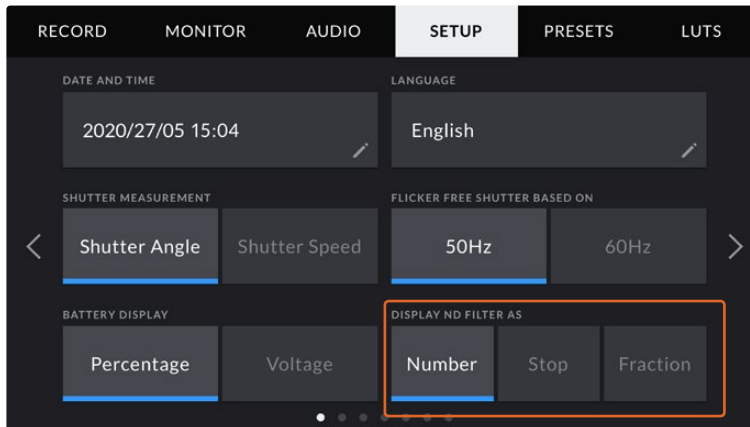 RECORD MONITOR AUDIO SETUP PRESETS LUTS
DATE AND TIME LANGUAGE
2020/27/05 15:04 English
SHUTTER MEASUREMENT FLICKER FREE SHUTTER BASED ON
Shutter Angle Shutter Speed 50Hz 60Hz
BATTERY DISPLAY DISPLAY ND FILTER AS
Percentage Voltage Number Stop Fraction